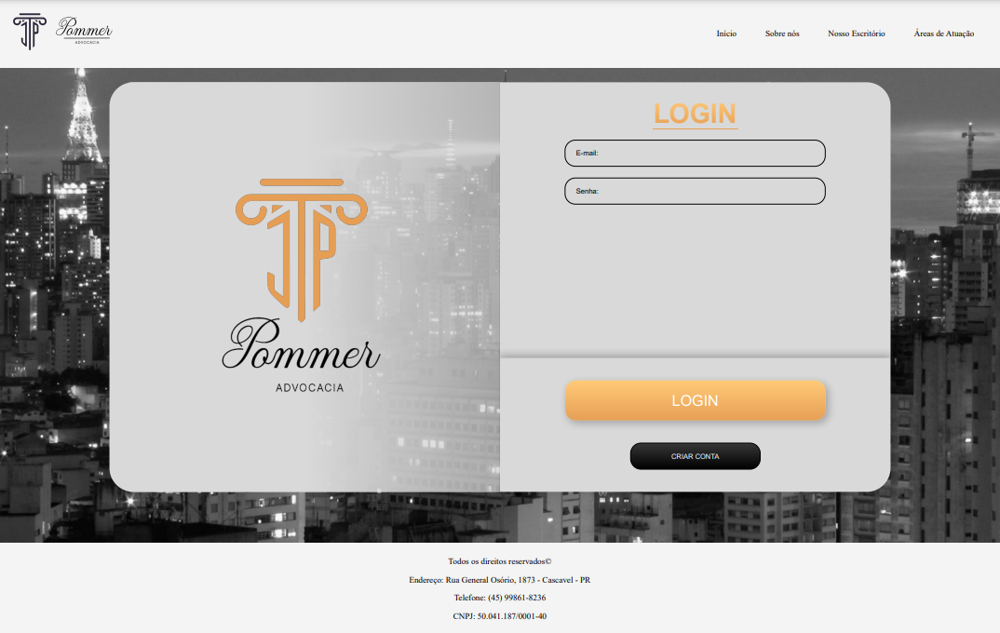 JP
Pommer
ADVOCACIA
Início
Sobre nós
Nosso Escritório
Áreas de Atuação
JP
Pommer
ADVOCACIA
LOGIN
E-mail:
Senha:
LOGIN
CRIAR CONTA
Todos os direitos reservados©
Endereço: Rua General Osório, 1873 - Cascavel - PR
Telefone: (45) 99861-8236
CNPJ: 50.041.187/0001-40